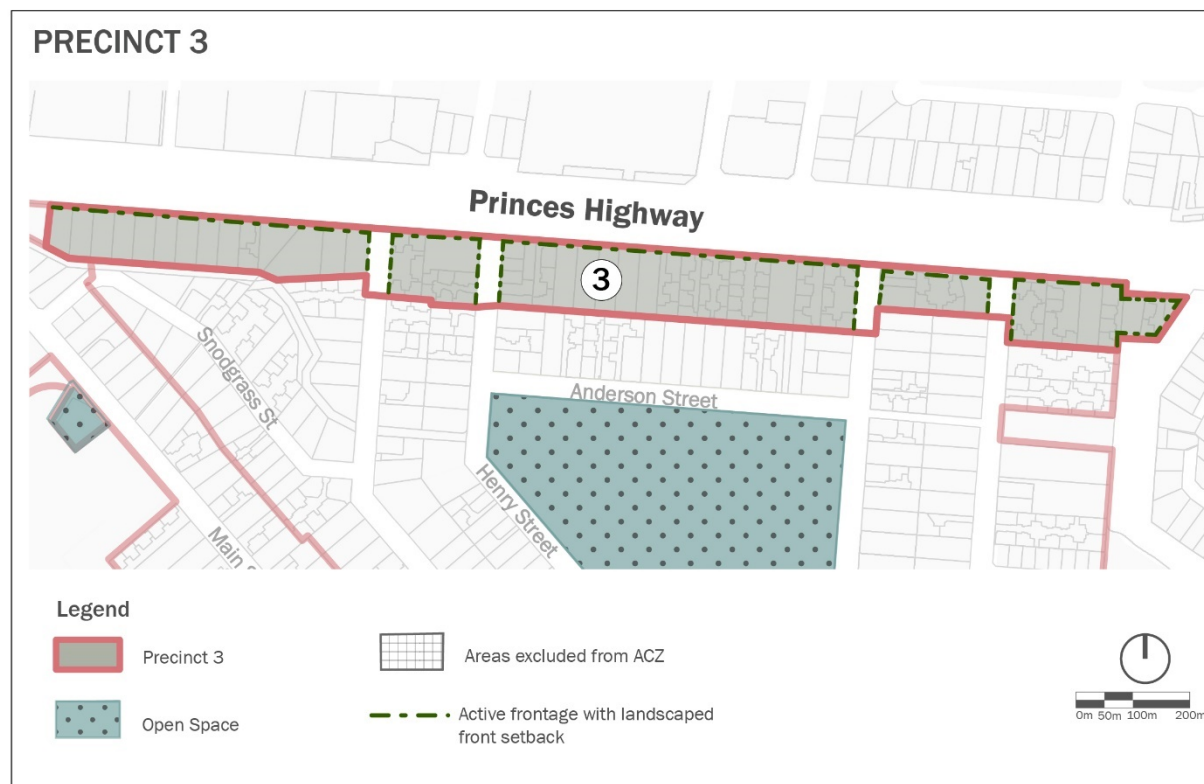 PRECINCT 3
Princes Highway
3
Anderson Street
Snodgrass St
Henry Street
Main S
Legend
Precinct 3
Areas excluded from ACZ
Open Space
Active frontage with landscaped
front setback
0m 50m 100m 200m